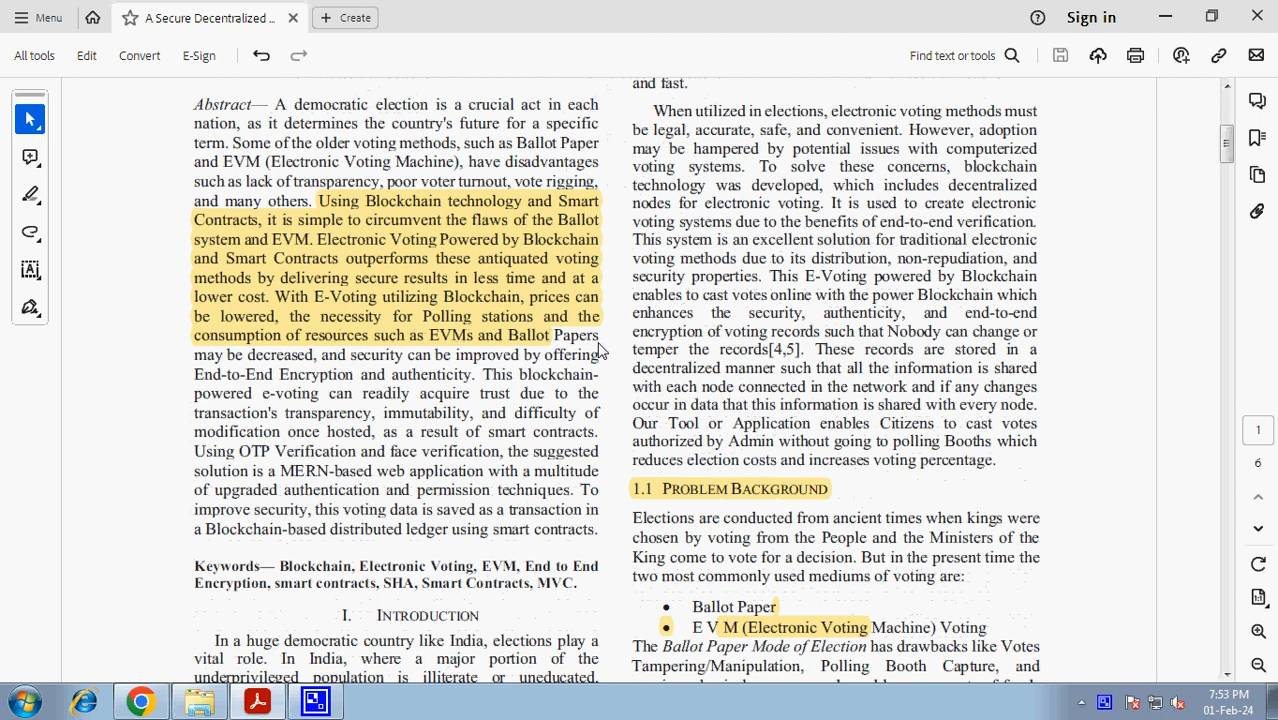 Menu
A Secure Decentralized ...
Create
Sign in
All tools
Edit
Convert
E-Sign
Find text or tools
Abstract— A democratic election is a crucial act in each
nation, as it determines the country's future for a specific
term. Some of the older voting methods, such as Ballot Paper
and EVM (Electronic Voting Machine), have disadvantages
such as lack of transparency, poor voter turnout, vote rigging,
and many others. Using Blockchain technology and Smart
Contracts, it is simple to circumvent the flaws of the Ballot
system and EVM. Electronic Voting Powered by Blockchain
and Smart Contracts outperforms these antiquated voting
methods by delivering secure results in less time and at a
lower cost. With E-Voting utilizing Blockchain, prices can
be lowered, the necessity for Polling stations and the
consumption of resources such as EVMs and Ballot Papers
may be decreased, and security can be improved by offering
End-to-End Encryption and authenticity. This blockchain-
powered e-voting can readily acquire trust due to the
transaction's transparency, immutability, and difficulty of
modification once hosted, as a result of smart contracts.
Using OTP Verification and face verification, the suggested
solution is a MERN-based web application with a multitude
of upgraded authentication and permission techniques. To
improve security, this voting data is saved as a transaction in
a Blockchain-based distributed ledger using smart contracts.
Keywords— Blockchain, Electronic Voting, EVM, End to End
Encryption, smart contracts, SHA, Smart Contracts, MVC.
I. INTRODUCTION
In a huge democratic country like India, elections play a
vital role. In India, where a major portion of the
underprivileged population is illiterate or uneducated,
and fast.
When utilized in elections, electronic voting methods must
be legal, accurate, safe, and convenient. However, adoption
may be hampered by potential issues with computerized
voting systems. To solve these concerns, blockchain
technology was developed, which includes decentralized
nodes for electronic voting. It is used to create electronic
voting systems due to the benefits of end-to-end verification.
This system is an excellent solution for traditional electronic
voting methods due to its distribution, non-repudiation, and
security properties. This E-Voting powered by Blockchain
enables to cast votes online with the power Blockchain which
enhances the security, authenticity, and end-to-end
encryption of voting records such that Nobody can change or
temper the records[4,5]. These records are stored in a
decentralized manner such that all the information is shared
with each node connected in the network and if any changes
occur in data that this information is shared with every node.
Our Tool or Application enables Citizens to cast votes
authorized by Admin without going to polling Booths which
reduces election costs and increases voting percentage.
1.1 PROBLEM BACKGROUND
Elections are conducted from ancient times when kings were
chosen by voting from the People and the Ministers of the
King come to vote for a decision. But in the present time the
two most commonly used mediums of voting are:
• Ballot Paper
• E V M (Electronic Voting Machine) Voting
The Ballot Paper Mode of Election has drawbacks like Votes
Tampering/Manipulation, Polling Booth Capture, and
1
6
7:53 PM
01-Feb-24